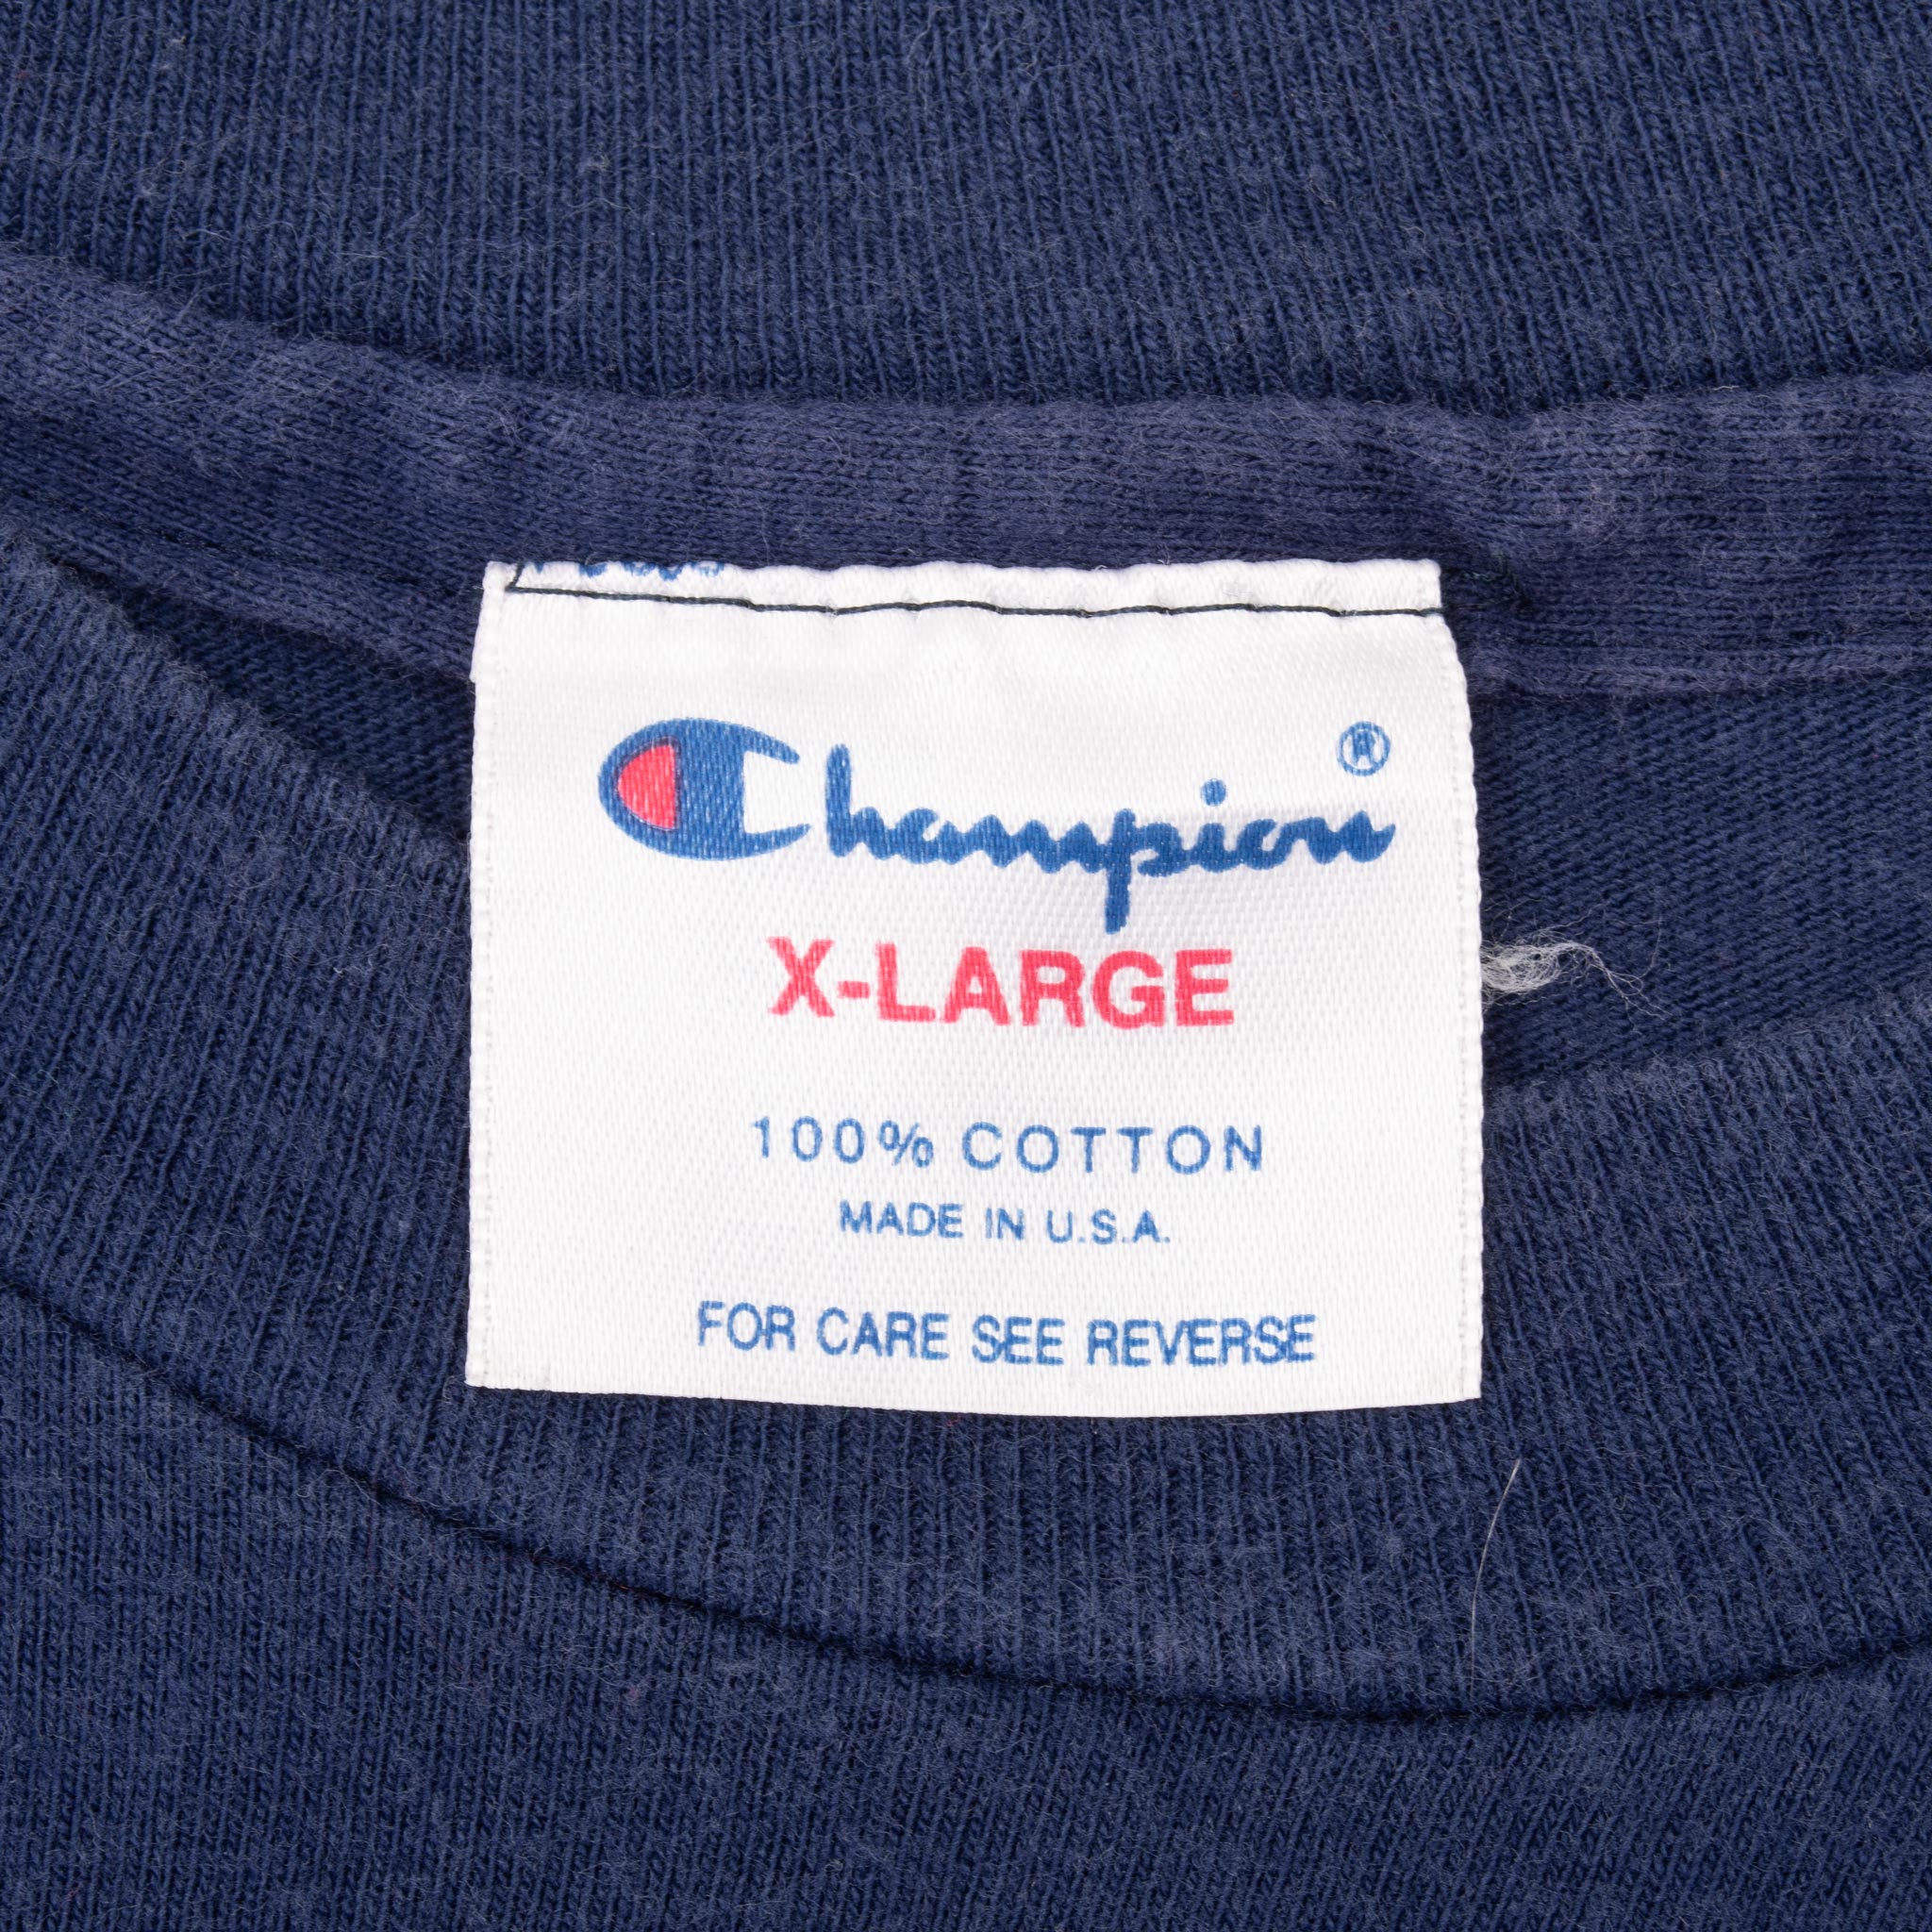 Champion®
X-LARGE
100% COTTON
MADE IN U.S.A.
FOR CARE SEE REVERSE